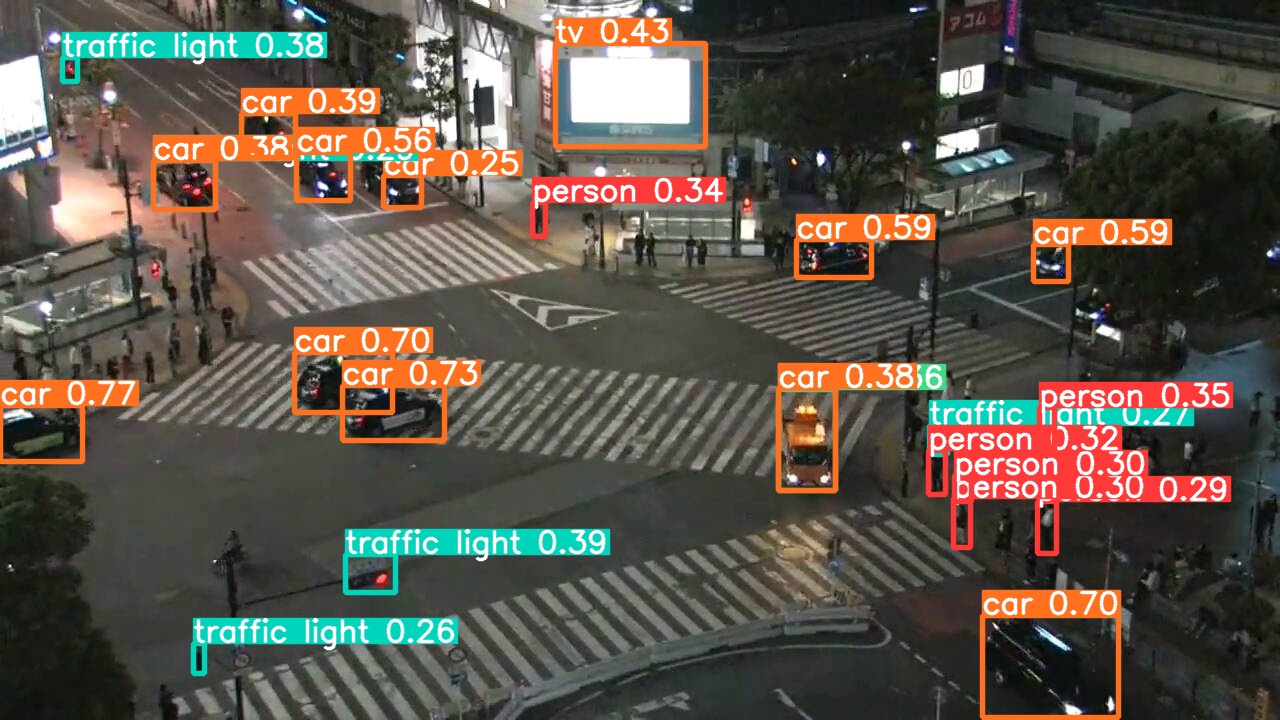 traffic light 0.38
tv 0.43
アコム
car 0.39
car 0.56
car 0.38
car 0.25
person 0.34
car 0.59
car 0.59
car 0.70
car 0.73
car 0.77
car 0.38
person 0.35
traffic light 0.27
person 0.32
person 0.30
person 0.30
0.29
traffic light 0.39
car 0.70
traffic light 0.26